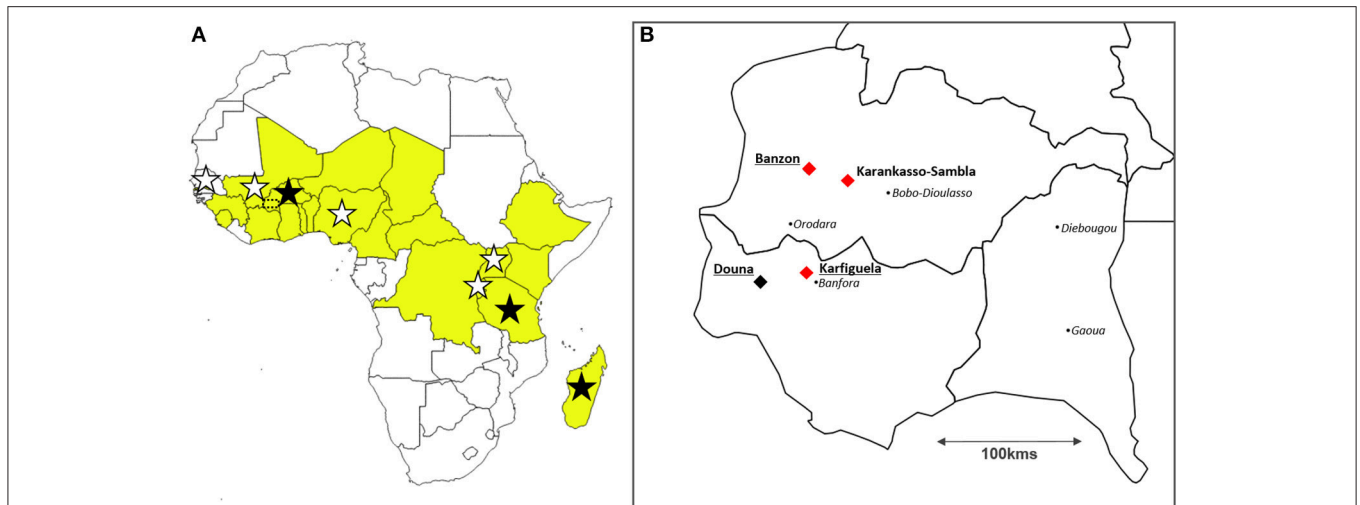 A
B
Banzon
Karankasso-Sambla
Bobo-Dioulasso
Orodara
Diebougou
Douna
Karfiguela
Banfora
Gaoua
100kms